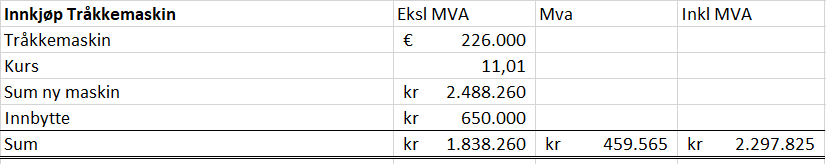 Innkjøp Tråkkemaskin Eksl MVA Mva Inkl MVA
Tråkkemaskin € 226.000
Kurs 11,01
Sum ny maskin kr 2.488.260
Innbytte kr 650.000
Sum kr 1.838.260 kr 459.565 kr 2.297.825